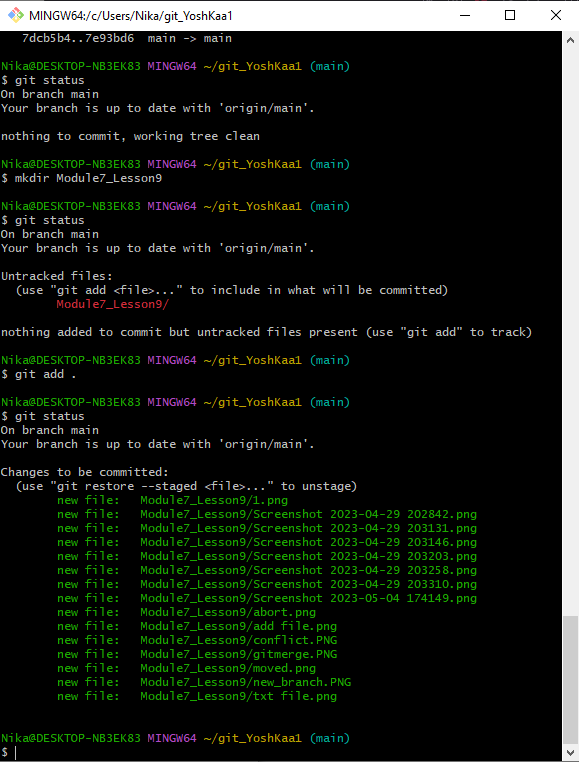 MINGW64:/c/Users/Nika/git_YoshKaa1
7dcb5b4..7e93bd6  main -> main
Nika@DESKTOP-NB3EK83 MINGW64 ~/git_YoshKaa1 (main)
$ git status
On branch main
Your branch is up to date with 'origin/main'.
nothing to commit, working tree clean
Nika@DESKTOP-NB3EK83 MINGW64 ~/git_YoshKaa1 (main)
$ mkdir Module7_Lesson9
Nika@DESKTOP-NB3EK83 MINGW64 ~/git_YoshKaa1 (main)
$ git status
On branch main
Your branch is up to date with 'origin/main'.
Untracked files:
(use "git add <file>..." to include in what will be committed)
Module7_Lesson9/
nothing added to commit but untracked files present (use "git add" to track)
Nika@DESKTOP-NB3EK83 MINGW64 ~/git_YoshKaa1 (main)
$ git add .
Nika@DESKTOP-NB3EK83 MINGW64 ~/git_YoshKaa1 (main)
$ git status
On branch main
Your branch is up to date with 'origin/main'.
Changes to be committed:
(use "git restore --staged <file>..." to unstage)
new file:   Module7_Lesson9/1.png
new file:   Module7_Lesson9/Screenshot 2023-04-29 202842.png
new file:   Module7_Lesson9/Screenshot 2023-04-29 203131.png
new file:   Module7_Lesson9/Screenshot 2023-04-29 203146.png
new file:   Module7_Lesson9/Screenshot 2023-04-29 203203.png
new file:   Module7_Lesson9/Screenshot 2023-04-29 203258.png
new file:   Module7_Lesson9/Screenshot 2023-04-29 203310.png
new file:   Module7_Lesson9/Screenshot 2023-05-04 174149.png
new file:   Module7_Lesson9/abort.png
new file:   Module7_Lesson9/add file.png
new file:   Module7_Lesson9/conflict.PNG
new file:   Module7_Lesson9/gitmerge.PNG
new file:   Module7_Lesson9/moved.png
new file:   Module7_Lesson9/new_branch.PNG
new file:   Module7_Lesson9/txt file.png
Nika@DESKTOP-NB3EK83 MINGW64 ~/git_YoshKaa1 (main)
$